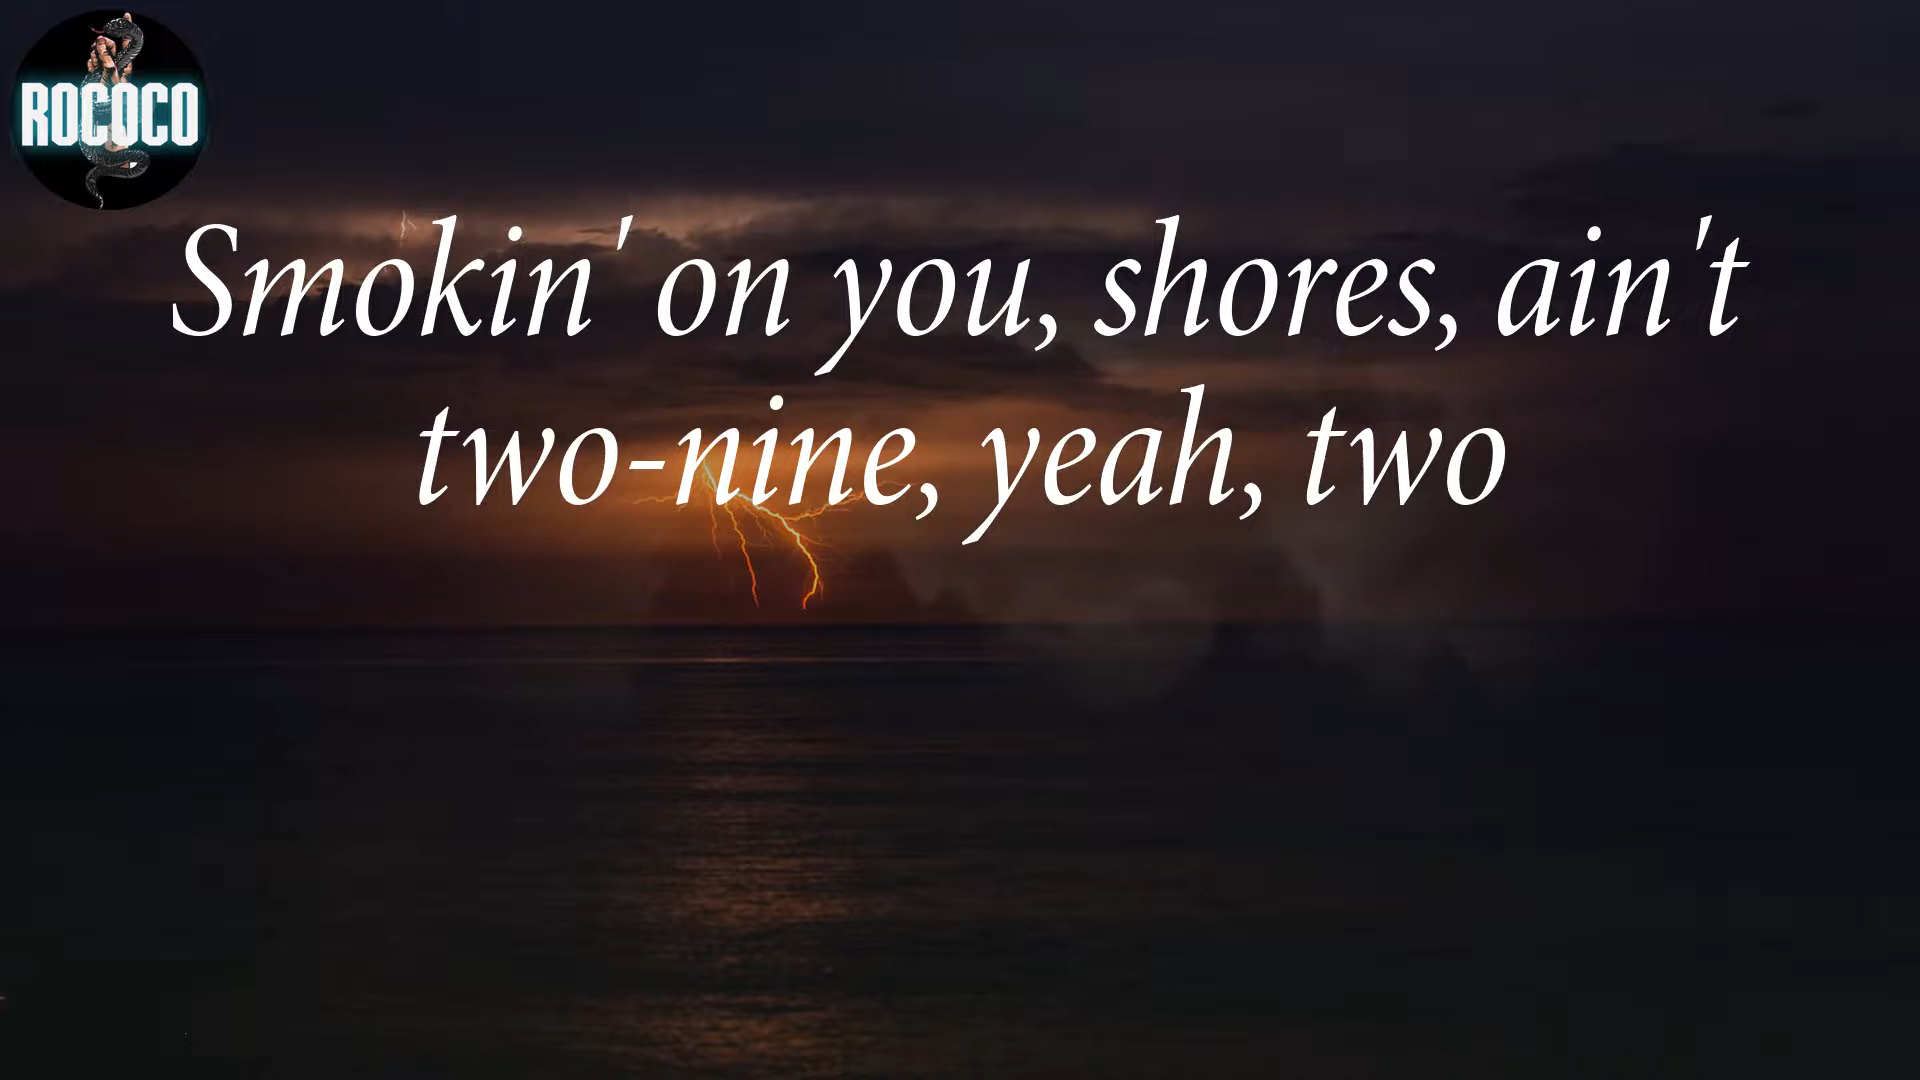 ROCOCO
Smokin' on you, shores, ain't
two-nine, yeah, two